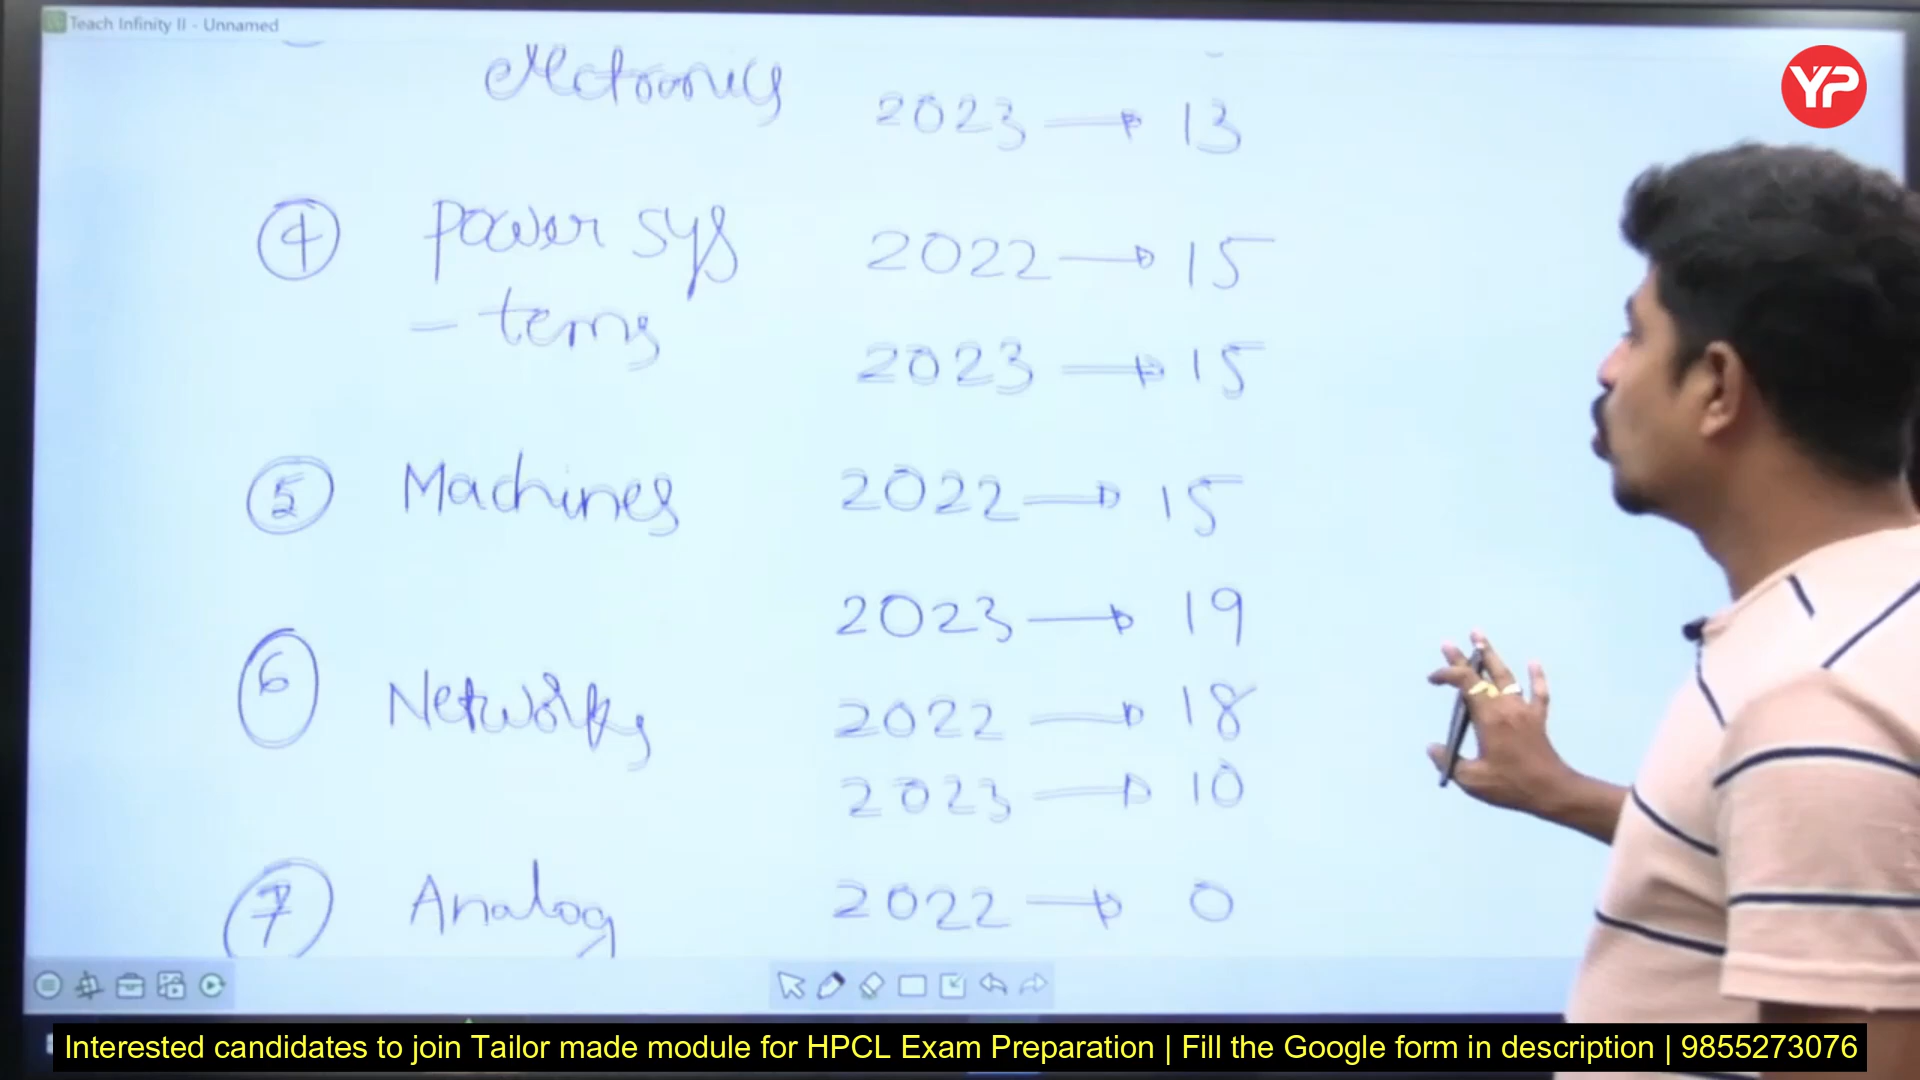 Teach Infinity II - Unnamed
YP
electronics 2023 → 13
④ Power sys 2022 → 15
- tems
2023 → 15
⑤ Machines 2022 → 15
2023 → 19
⑥ Networks 2022 → 18
2023 → 10
⑦ Analog 2022 → 0
Interested candidates to join Tailor made module for HPCL Exam Preparation | Fill the Google form in description | 9855273076